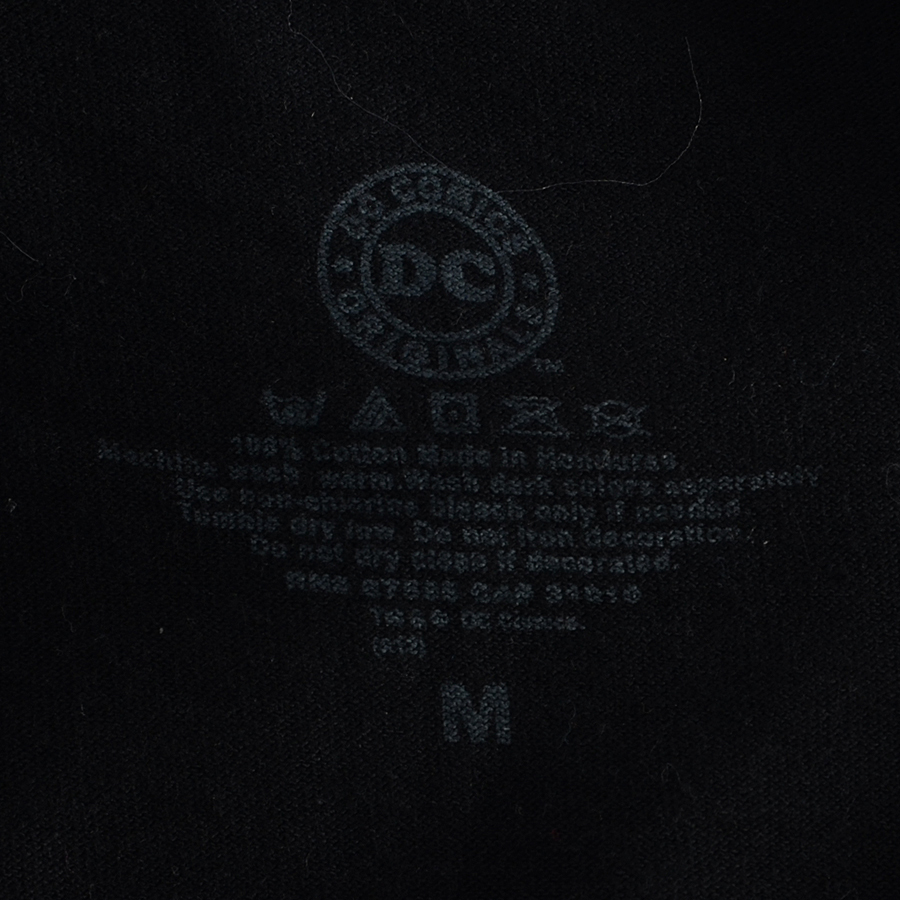 DC COMICS
DC
ORIGINALS
TM
100% Cotton Made in Honduras
Machine wash warm Wash dark colors separately
Use non-chlorine bleach only if needed.
Tumble dry low. Do not iron decoration.
Do not dry clean if decorated.
DC Comics.
M